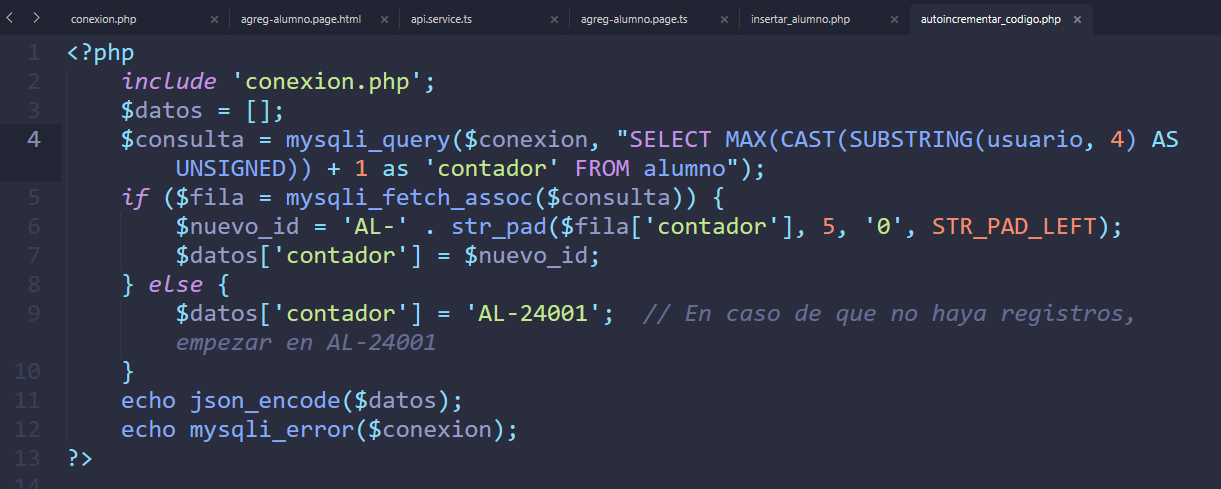 conexion.php × agreg-alumno.page.html × api.service.ts × agreg-alumno.page.ts × insertar_alumno.php × autoincrementar_codigo.php ×
1 <?php
2 include 'conexion.php';
3 $datos = [];
4 $consulta = mysqli_query($conexion, "SELECT MAX(CAST(SUBSTRING(usuario, 4) AS
UNSIGNED)) + 1 as 'contador' FROM alumno");
5 if ($fila = mysqli_fetch_assoc($consulta)) {
6 $nuevo_id = 'AL-' . str_pad($fila['contador'], 5, '0', STR_PAD_LEFT);
7 $datos['contador'] = $nuevo_id;
8 } else {
9 $datos['contador'] = 'AL-24001'; // En caso de que no haya registros,
empezar en AL-24001
10 }
11 echo json_encode($datos);
12 echo mysqli_error($conexion);
13 ?>
14